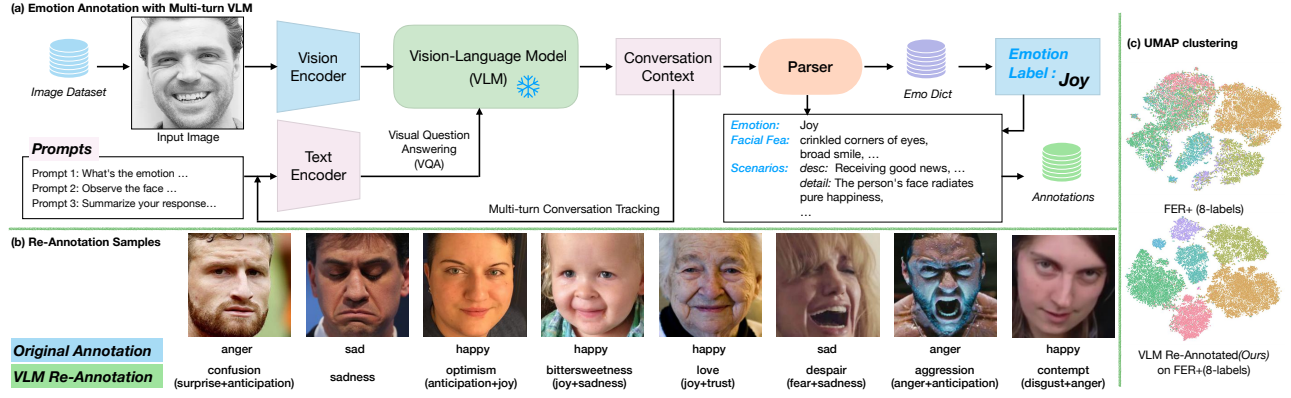 (a) Emotion Annotation with Multi-turn VLM
Image Dataset
Input Image
Vision
Encoder
Vision-Language Model
(VLM)
Conversation
Context
Parser
Emo Dict
Emotion
Label : Joy
Prompts
Prompt 1: What's the emotion ...
Prompt 2: Observe the face ...
Prompt 3: Summarize your response...
Text
Encoder
Visual Question
Answering
(VQA)
Multi-turn Conversation Tracking
Emotion: Joy
Facial Fea: crinkled corners of eyes,
broad smile, ...
Scenarios: desc: Receiving good news, ...
detail: The person's face radiates
pure happiness,
...
Annotations
(b) Re-Annotation Samples
Original Annotation
anger
sad
happy
happy
happy
sad
anger
happy
VLM Re-Annotation
confusion
(surprise+anticipation)
sadness
optimism
(anticipation+joy)
bittersweetness
(joy+sadness)
love
(joy+trust)
despair
(fear+sadness)
aggression
(anger+anticipation)
contempt
(disgust+anger)
(c) UMAP clustering
FER+ (8-labels)
VLM Re-Annotated(Ours)
on FER+(8-labels)